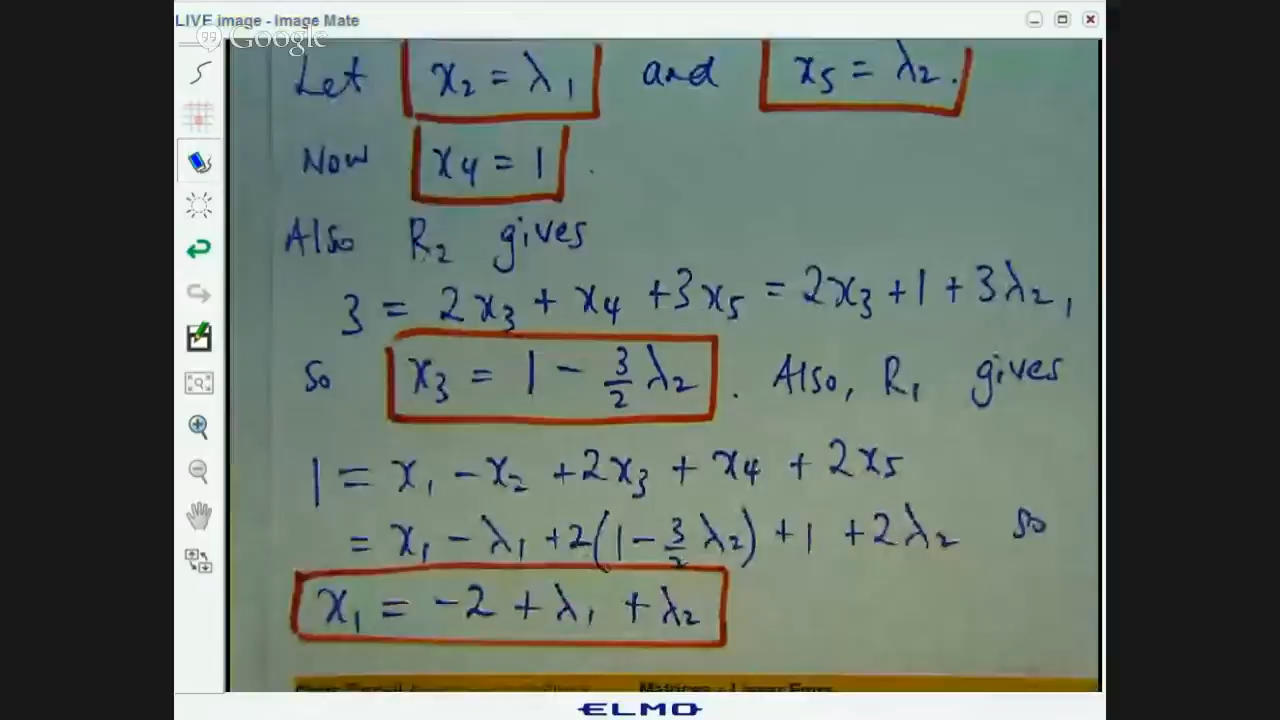 LIVE image - Image Mate
Google
Let x₂ = λ₁ and x₅ = λ₂.
Now x₄ = 1.
Also R₂ gives
3 = 2x₃ + x₄ + 3x₅ = 2x₃ + 1 + 3λ₂,
so x₃ = 1 - 3/2 λ₂. Also, R₁ gives
1 = x₁ - x₂ + 2x₃ + x₄ + 2x₅
= x₁ - λ₁ + 2(1 - 3/2 λ₂) + 1 + 2λ₂ so
x₁ = -2 + λ₁ + λ₂
Matrices - Linear
ELMO